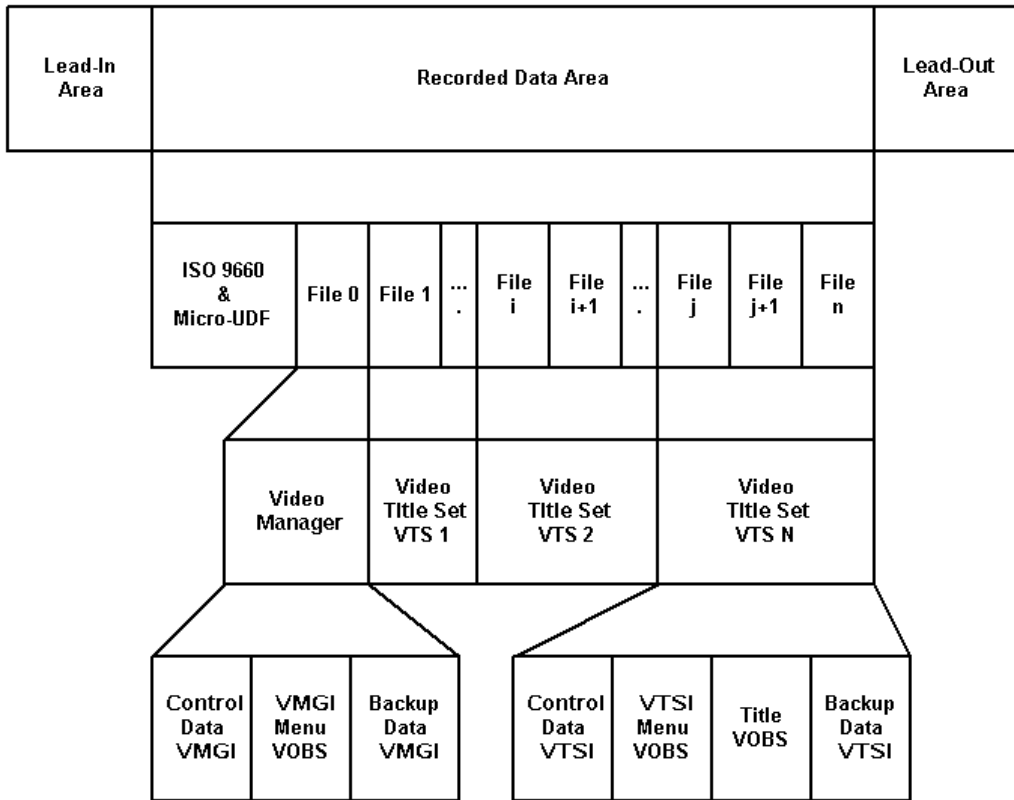 Lead-In
Area
Recorded Data Area
Lead-Out
Area
ISO 9660
&
Micro-UDF
File 0
File 1
...
.
File
i
File
i+1
...
.
File
j
File
j+1
File
n
Video
Manager
Video
Title Set
VTS 1
Video
Title Set
VTS 2
Video
Title Set
VTS N
Control
Data
VMGI
VMGI
Menu
VOBS
Backup
Data
VMGI
Control
Data
VTSI
VTSI
Menu
VOBS
Title
VOBS
Backup
Data
VTSI